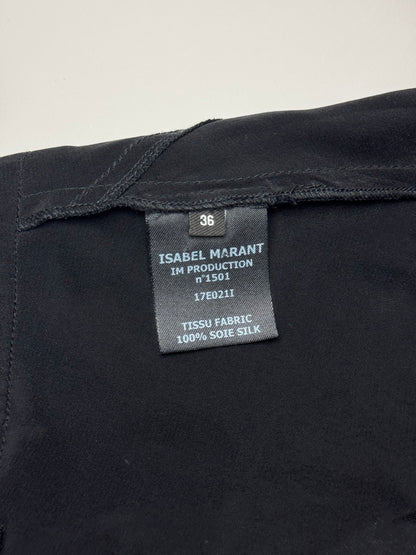 36
ISABEL MARANT
IM PRODUCTION
n°1501
17E021I
TISSU FABRIC
100% SOIE SILK